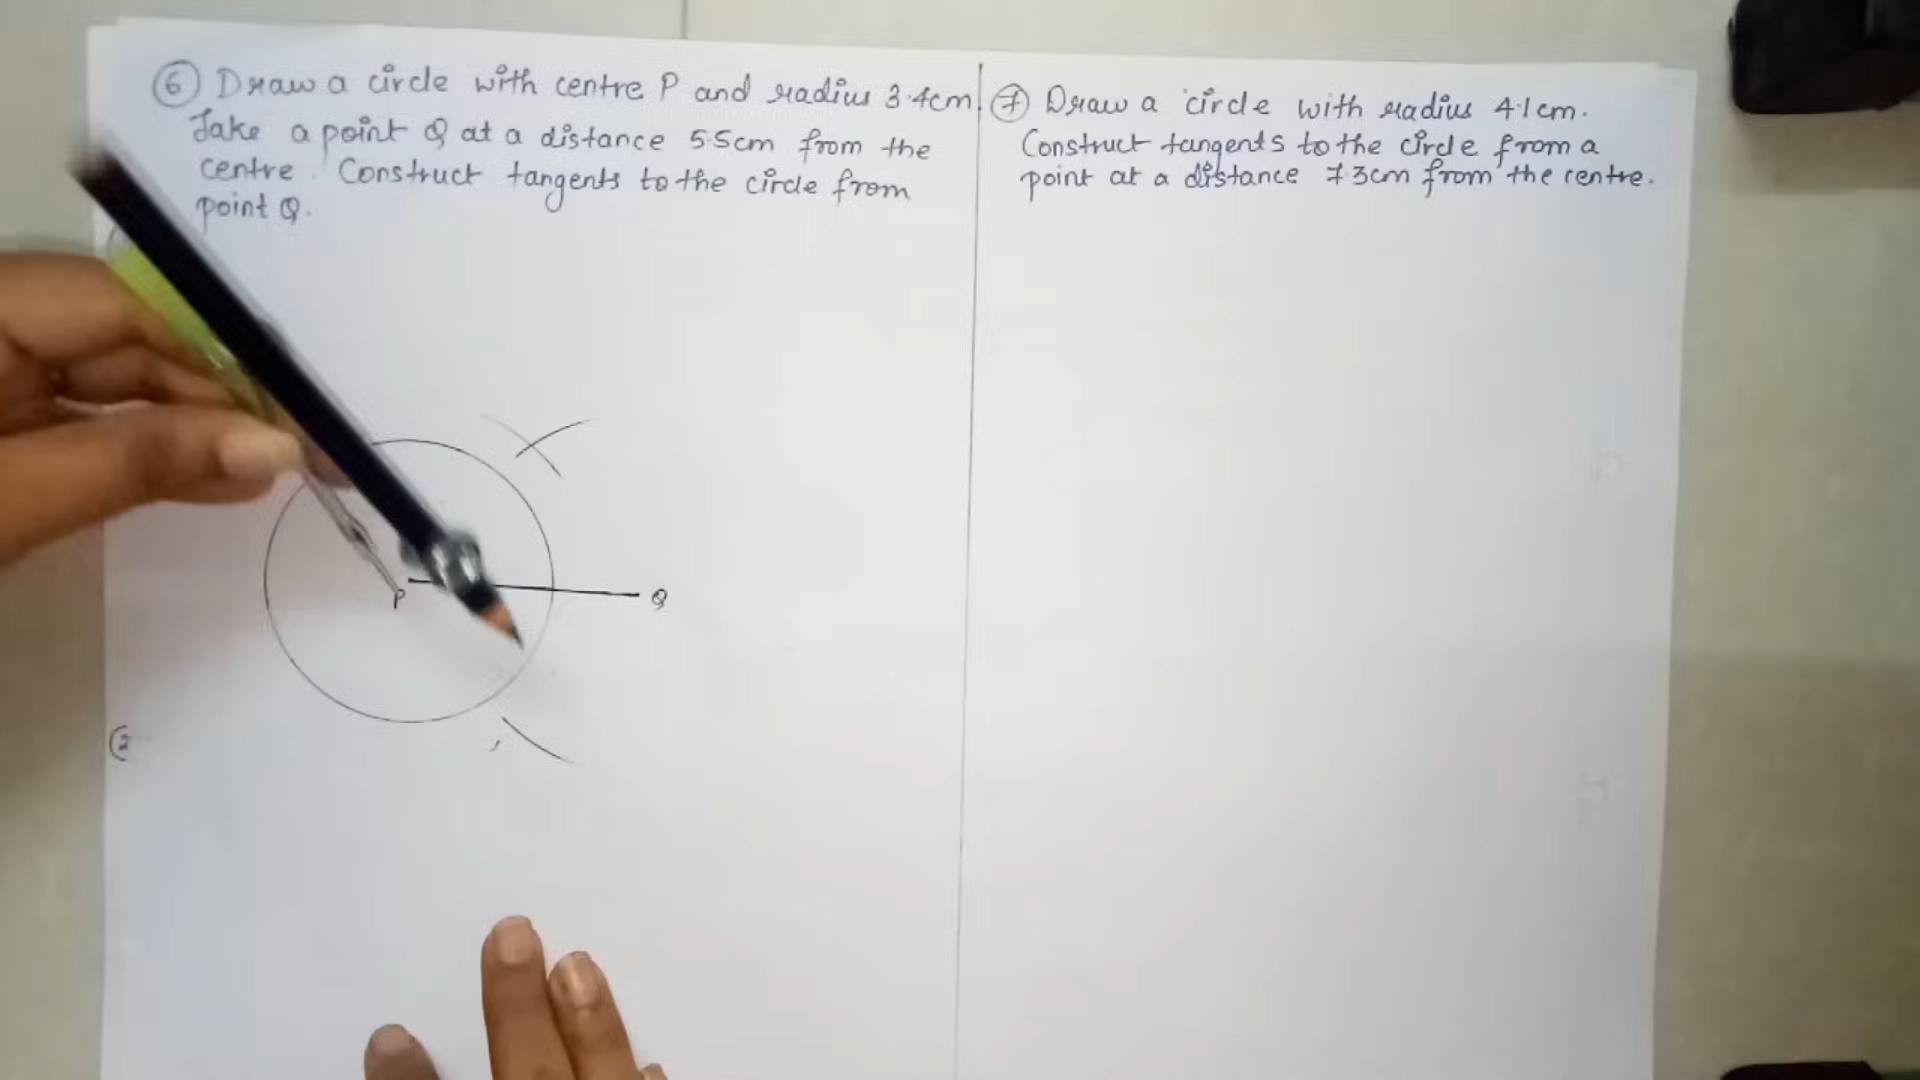 ⑥ Draw a circle with centre P and radius 3.4cm.
Take a point Q at a distance 5.5cm from the
centre. Construct tangents to the circle from
point Q.
⑦ Draw a circle with radius 4.1cm.
Construct tangents to the circle from a
point at a distance 7.3cm from the centre.
P
Q
②